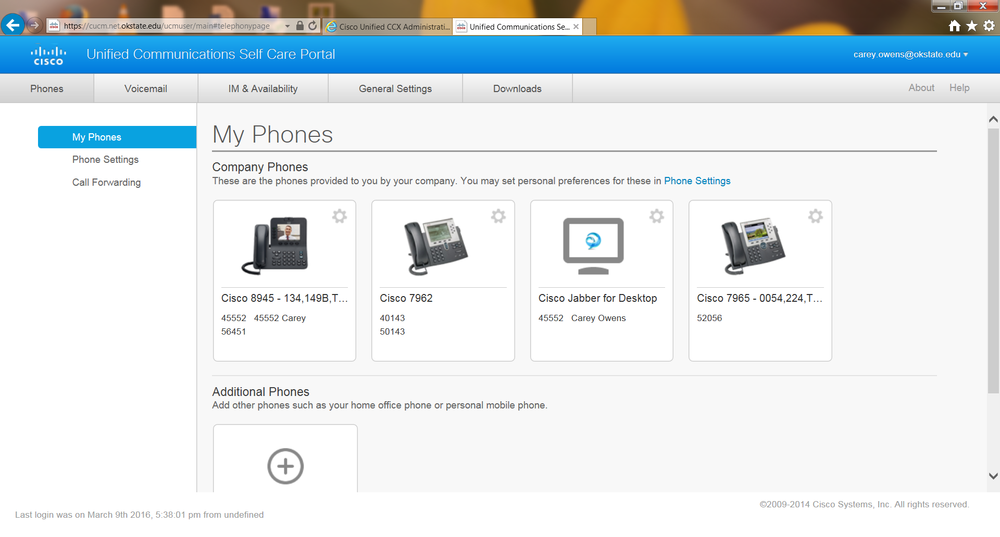 https://cucm.net.okstate.edu/ucmuser/main#telephonypage
Cisco Unified CCX Administrati...
Unified Communications Se...
CISCO
Unified Communications Self Care Portal
carey.owens@okstate.edu
Phones
Voicemail
IM & Availability
General Settings
Downloads
About
Help
My Phones
Phone Settings
Call Forwarding
My Phones
Company Phones
These are the phones provided to you by your company. You may set personal preferences for these in Phone Settings
Cisco 8945 - 134,149B,T...
45552 45552 Carey
56451
Cisco 7962
40143
50143
Cisco Jabber for Desktop
45552 Carey Owens
Cisco 7965 - 0054,224,T...
52056
Additional Phones
Add other phones such as your home office phone or personal mobile phone.
©2009-2014 Cisco Systems, Inc. All rights reserved.
Last login was on March 9th 2016, 5:38:01 pm from undefined